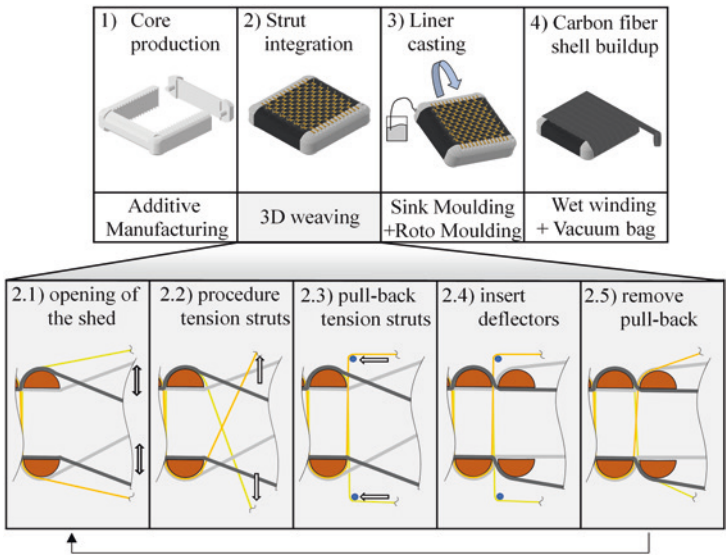 1) Core
production
2) Strut
integration
3) Liner
casting
4) Carbon fiber
shell buildup
Additive
Manufacturing
3D weaving
Sink Moulding
+Roto Moulding
Wet winding
+ Vacuum bag
2.1) opening of
the shed
2.2) procedure
tension struts
2.3) pull-back
tension struts
2.4) insert
deflectors
2.5) remove
pull-back